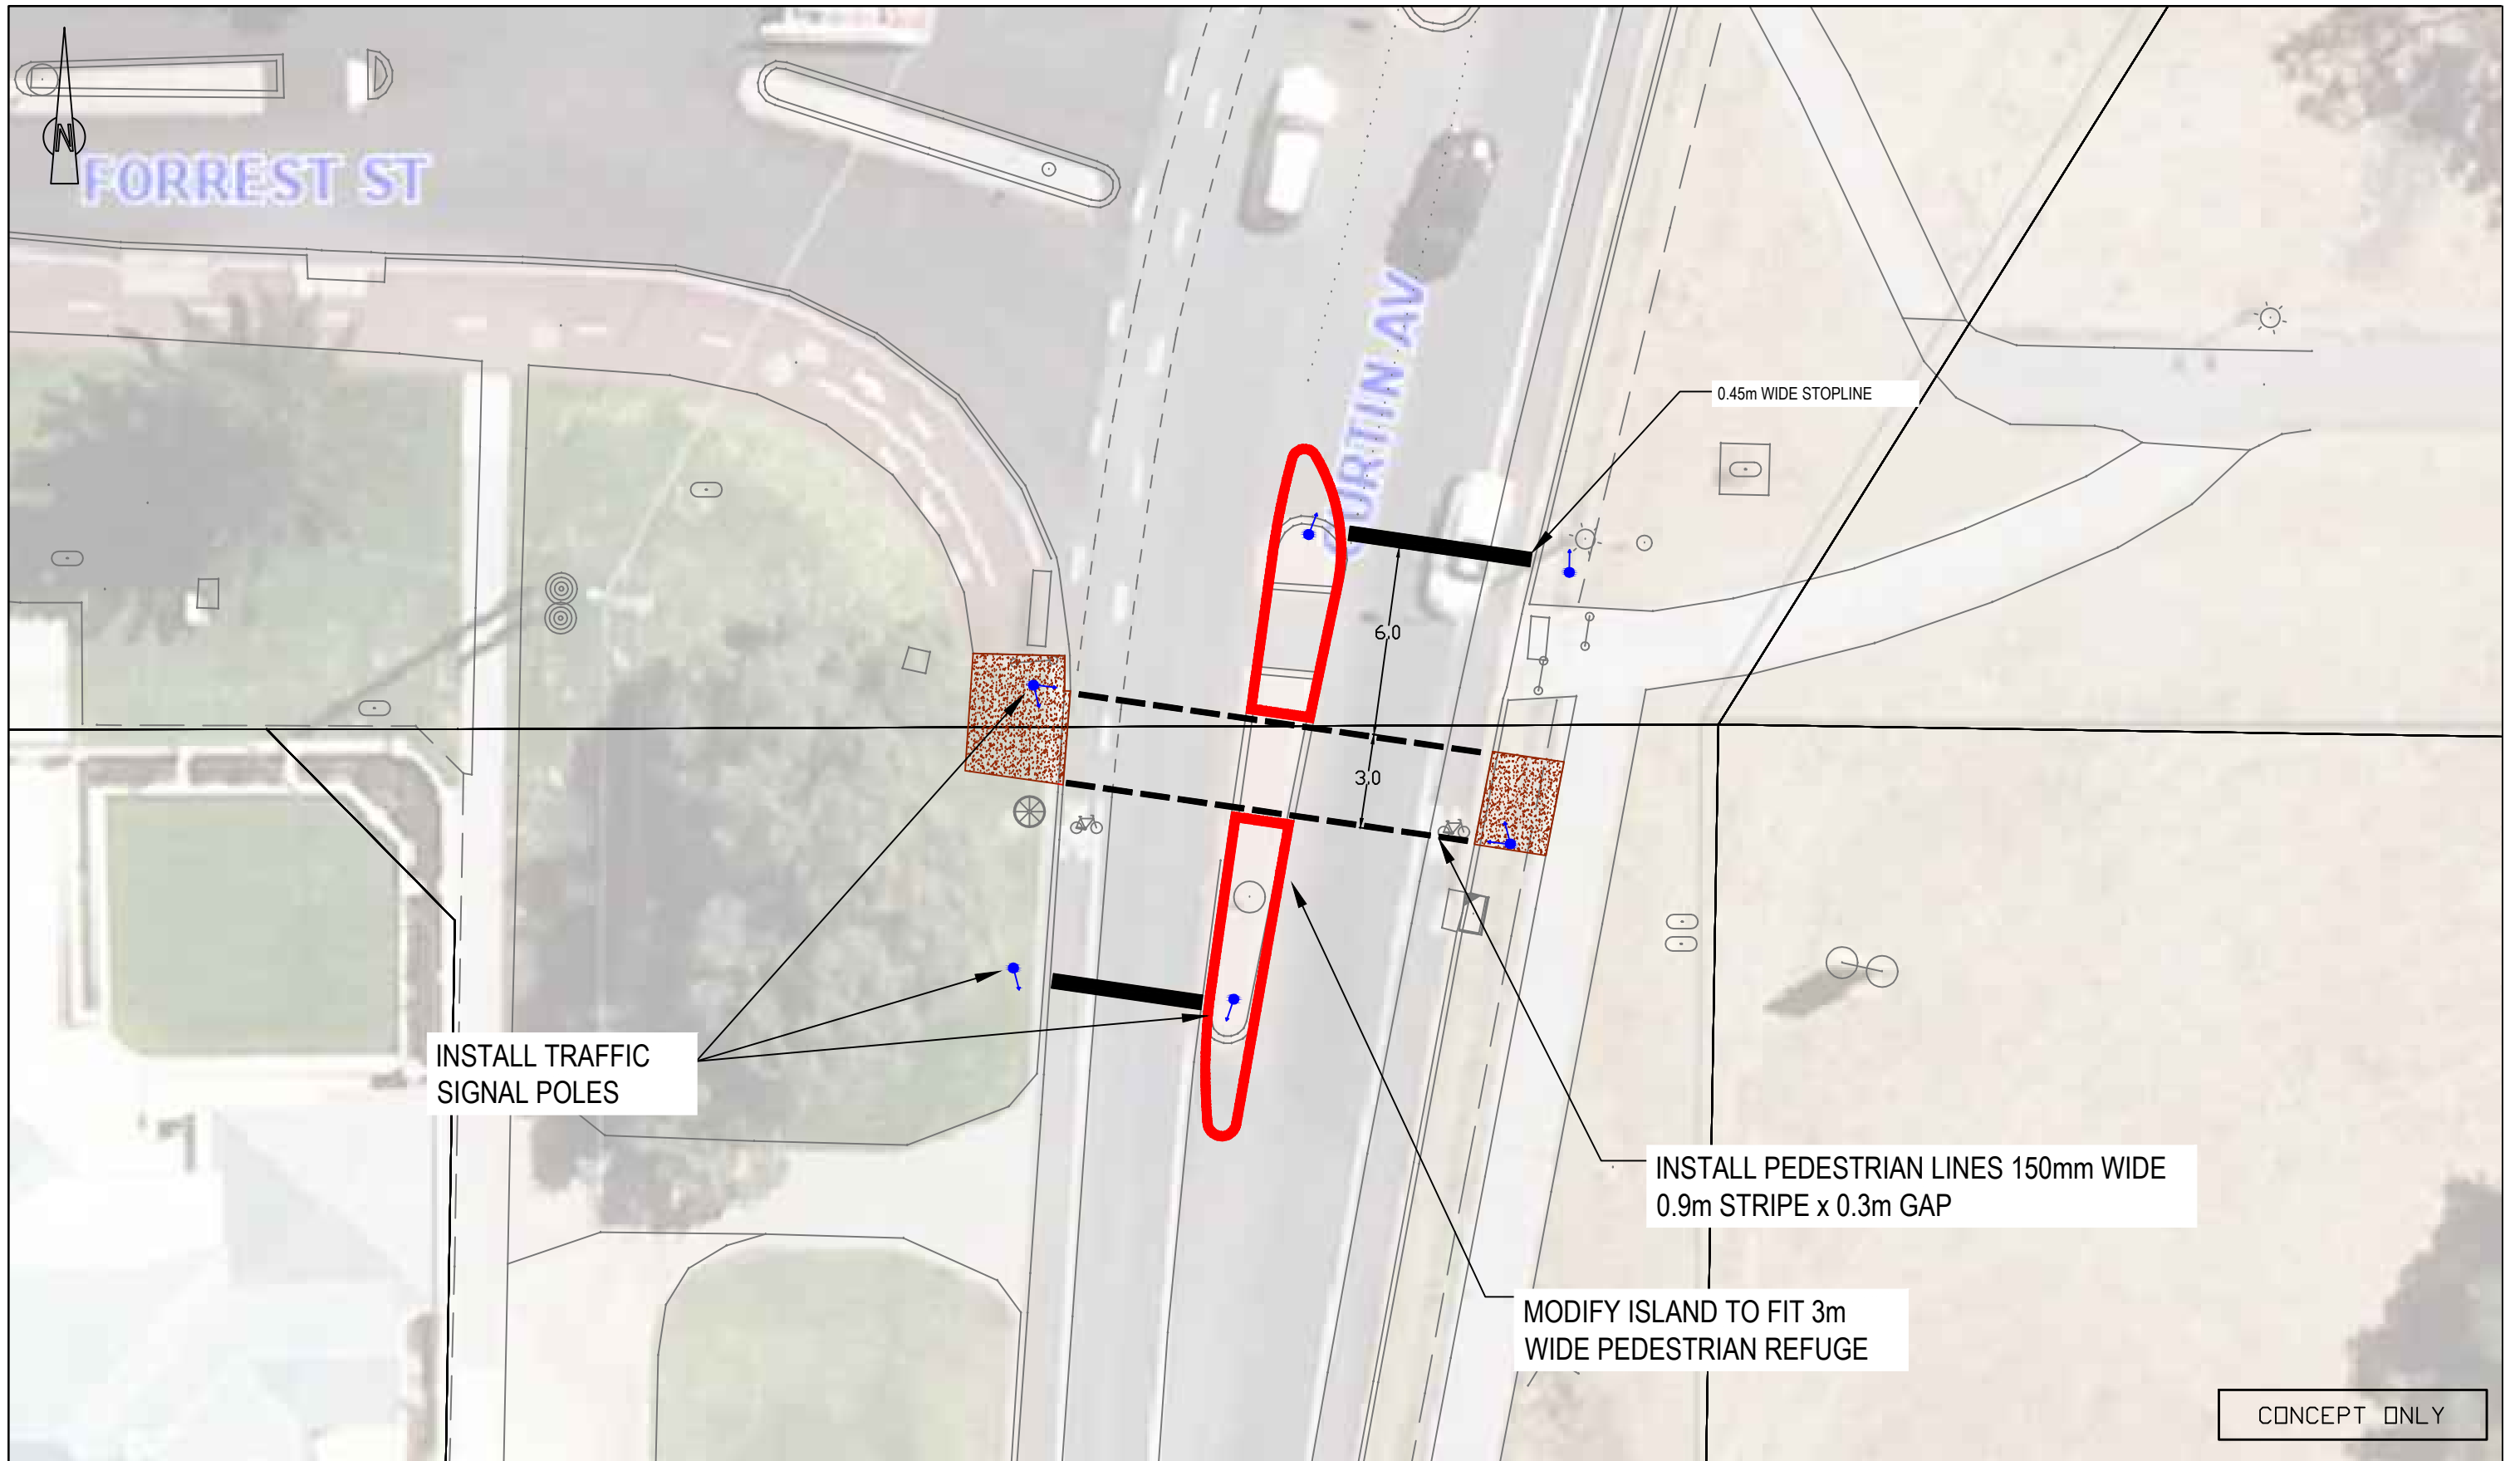 N
FORREST ST
CURTIN AV
0.45m WIDE STOPLINE
6.0
3.0
INSTALL TRAFFIC
SIGNAL POLES
INSTALL PEDESTRIAN LINES 150mm WIDE
0.9m STRIPE x 0.3m GAP
MODIFY ISLAND TO FIT 3m
WIDE PEDESTRIAN REFUGE
CONCEPT ONLY